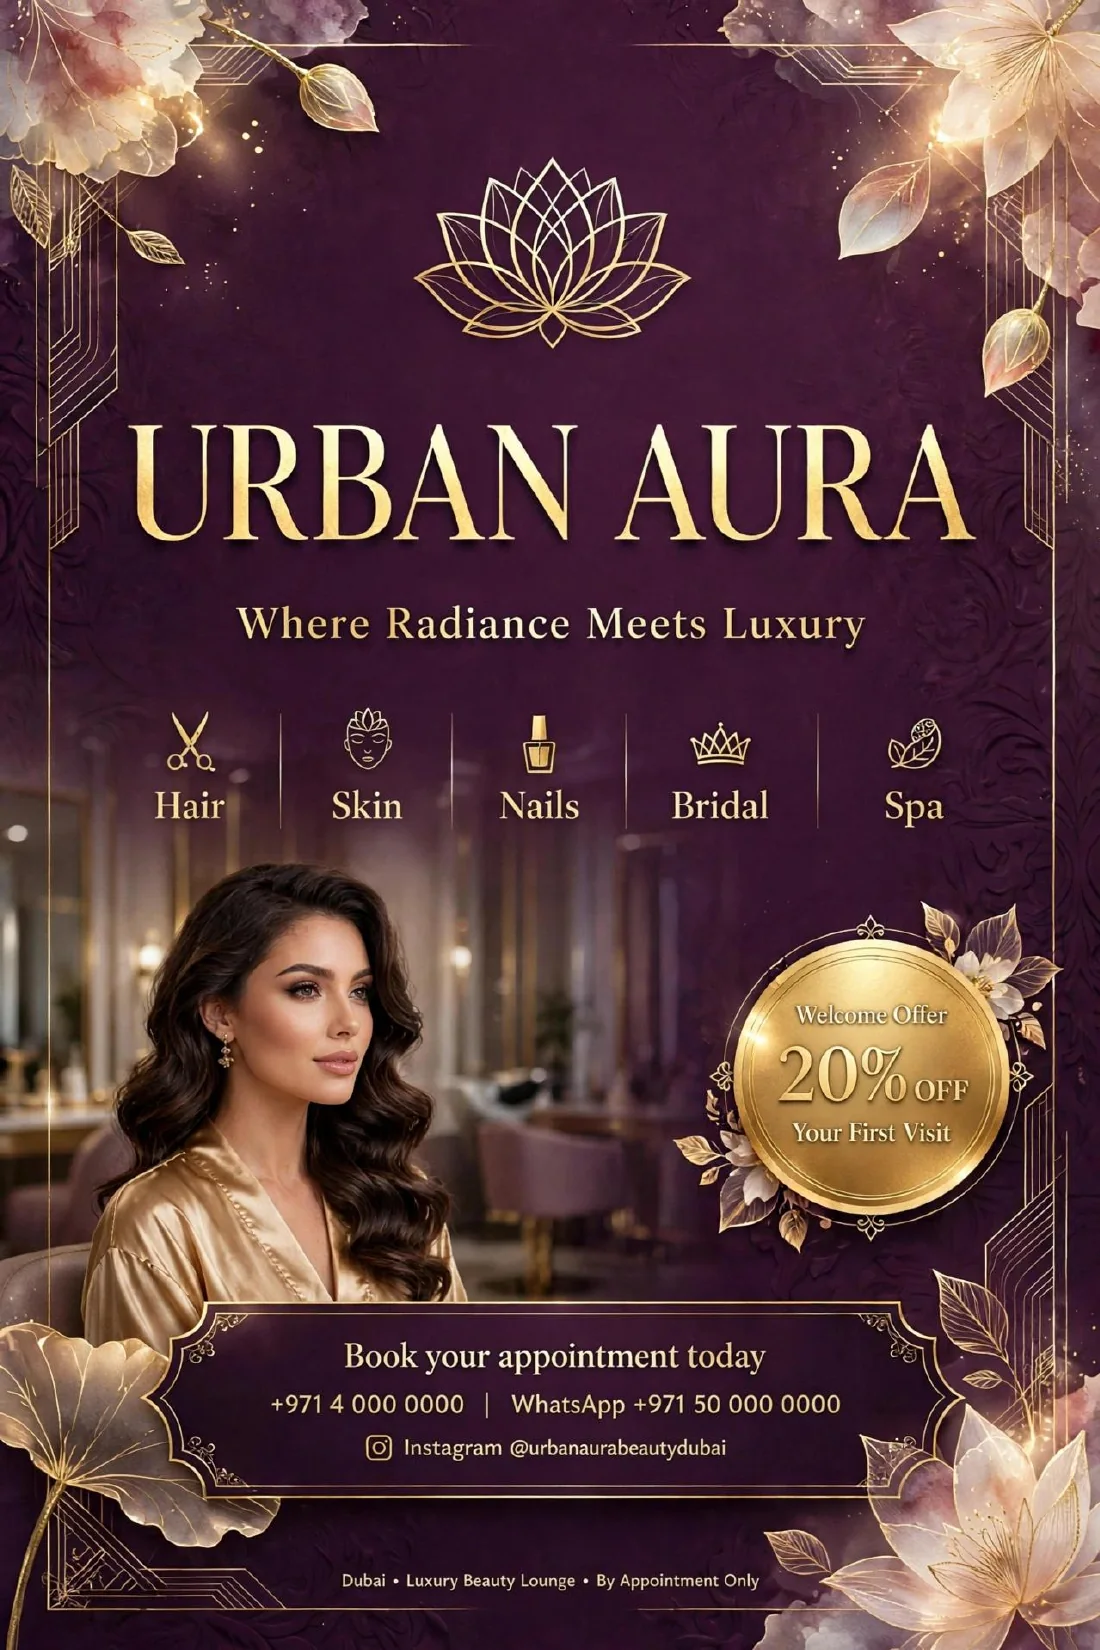 URBAN AURA
Where Radiance Meets Luxury
Hair
Skin
Nails
Bridal
Spa
Welcome Offer
20% OFF
Your First Visit
Book your appointment today
+971 4 000 0000 | WhatsApp +971 50 000 0000
Instagram @urbanaurabeautydubai
Dubai • Luxury Beauty Lounge • By Appointment Only